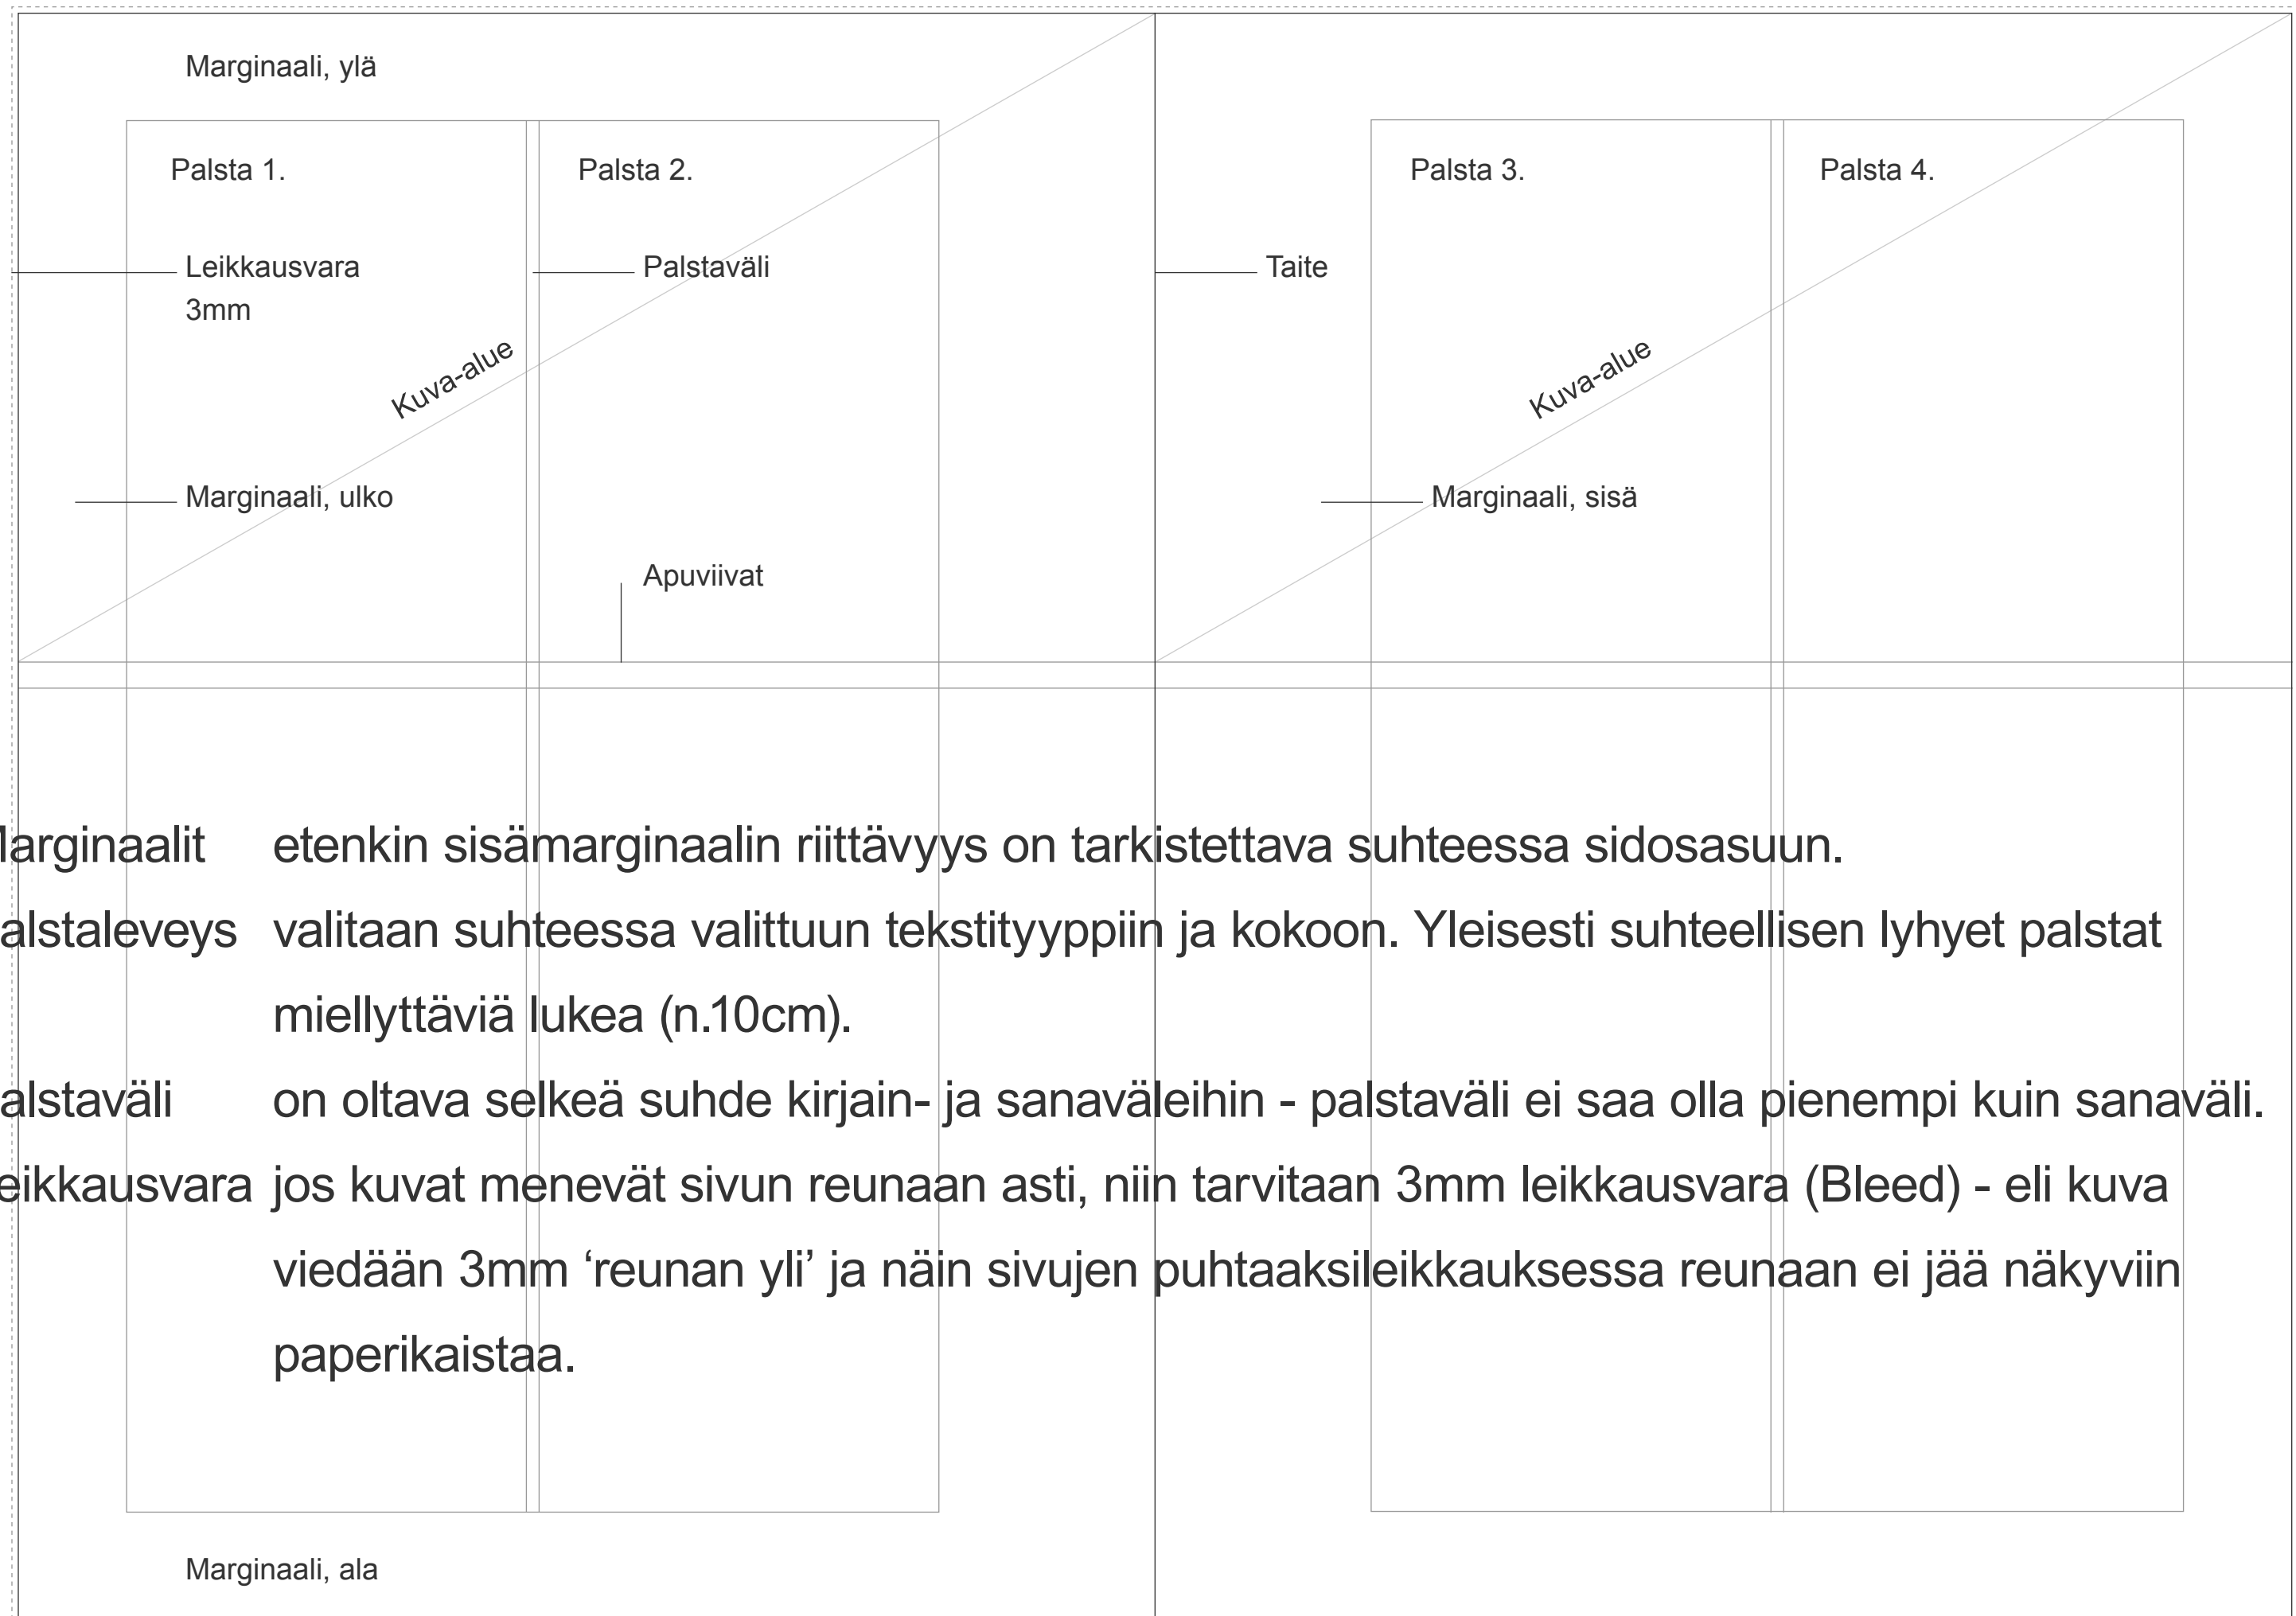 Marginaali, ylä
Palsta 1.
Palsta 2.
Palsta 3.
Palsta 4.
Leikkausvara
3mm
Palstaväli
Taite
Kuva-alue
Kuva-alue
Marginaali, ulko
Marginaali, sisä
Apuviivat
Marginaalit etenkin sisämarginaalin riittävyys on tarkistettava suhteessa sidosasuun.
alstaleveys valitaan suhteessa valittuun tekstityyppiin ja kokoon. Yleisesti suhteellisen lyhyet palstat
miellyttäviä lukea (n.10cm).
alstaväli on oltava selkeä suhde kirjain- ja sanaväleihin - palstaväli ei saa olla pienempi kuin sanaväli.
eikkausvara jos kuvat menevät sivun reunaan asti, niin tarvitaan 3mm leikkausvara (Bleed) - eli kuva
viedään 3mm ‘reunan yli’ ja näin sivujen puhtaaksileikkauksessa reunaan ei jää näkyviin
paperikaistaa.
Marginaali, ala